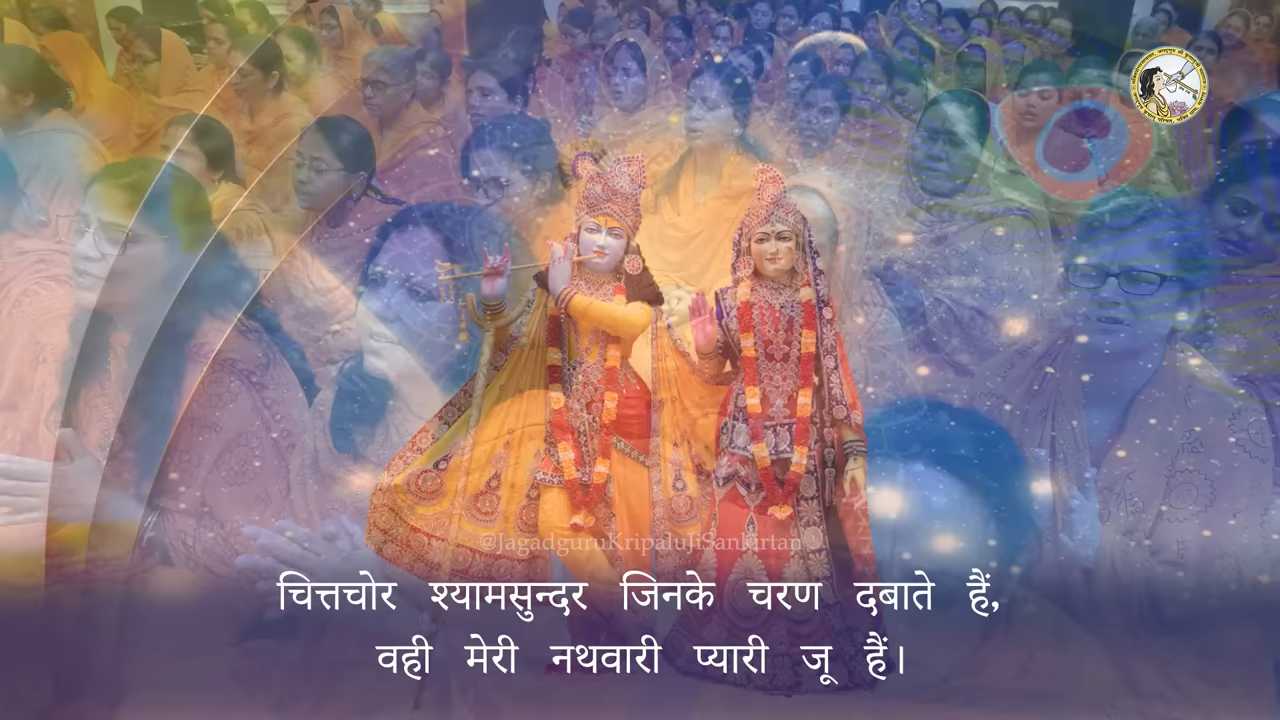 @JagadguruKripaluJiSankirtan
चित्तचोर श्यामसुन्दर जिनके चरण दबाते हैं,
वही मेरी नथवारी प्यारी जू हैं।